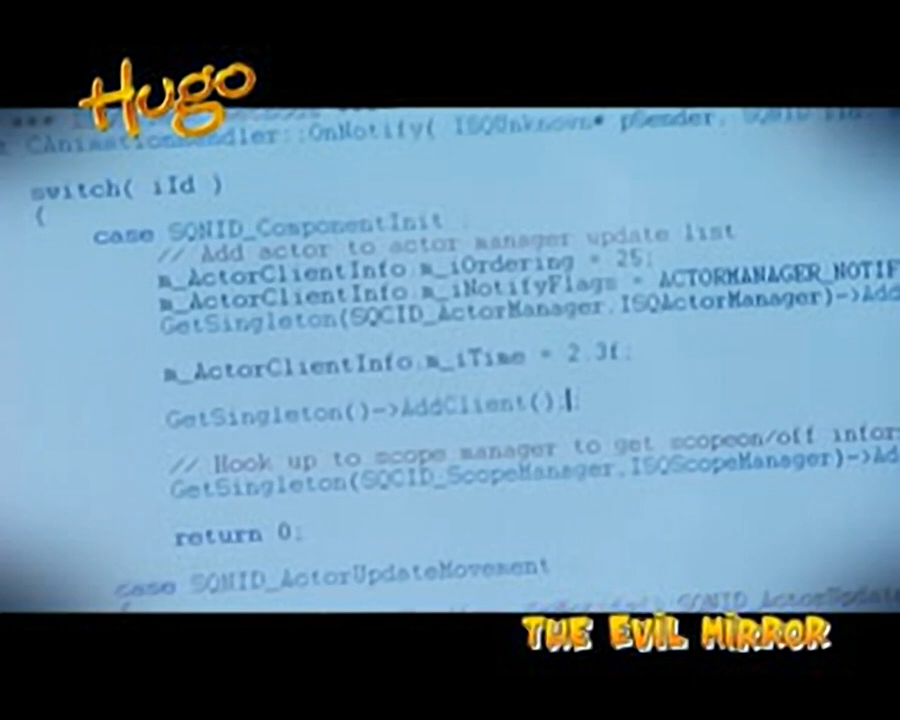 Hugo
CAnimationHandler::OnNotify( ISQUnknown* pSender,
switch( iId )
{
case SQNID_ComponentInit
// Add actor to actor manager update list
m_ActorClientInfo.m_iOrdering = 25;
m_ActorClientInfo.m_iNotifyFlags = ACTORMANAGER_NOTIF
GetSingleton(SQCID_ActorManager,ISQActorManager)->Add
m_ActorClientInfo.m_iTime = 2.3f;
GetSingleton()->AddClient();
// Hook up to scope manager to get scopeon/off infor
GetSingleton(SQCID_ScopeManager,ISQScopeManager)->Ad
return 0;
case SQNID_ActorUpdateMovement
{
THE EVIL MIRROR